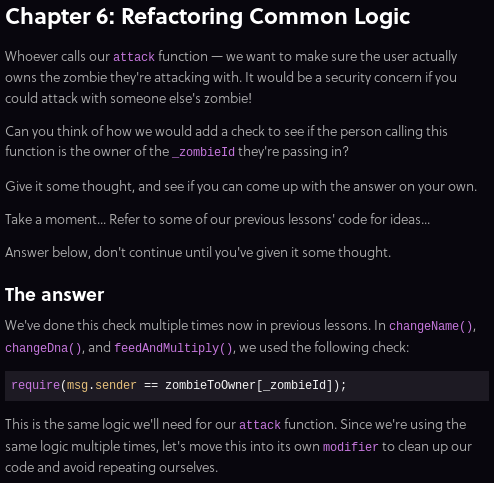 Chapter 6: Refactoring Common Logic
Whoever calls our attack function — we want to make sure the user actually
owns the zombie they're attacking with. It would be a security concern if you
could attack with someone else's zombie!
Can you think of how we would add a check to see if the person calling this
function is the owner of the _zombieId they're passing in?
Give it some thought, and see if you can come up with the answer on your own.
Take a moment... Refer to some of our previous lessons' code for ideas...
Answer below, don't continue until you've given it some thought.
The answer
We've done this check multiple times now in previous lessons. In changeName(),
changeDna(), and feedAndMultiply(), we used the following check:
require(msg.sender == zombieToOwner[_zombieId]);
This is the same logic we'll need for our attack function. Since we're using the
same logic multiple times, let's move this into its own modifier to clean up our
code and avoid repeating ourselves.